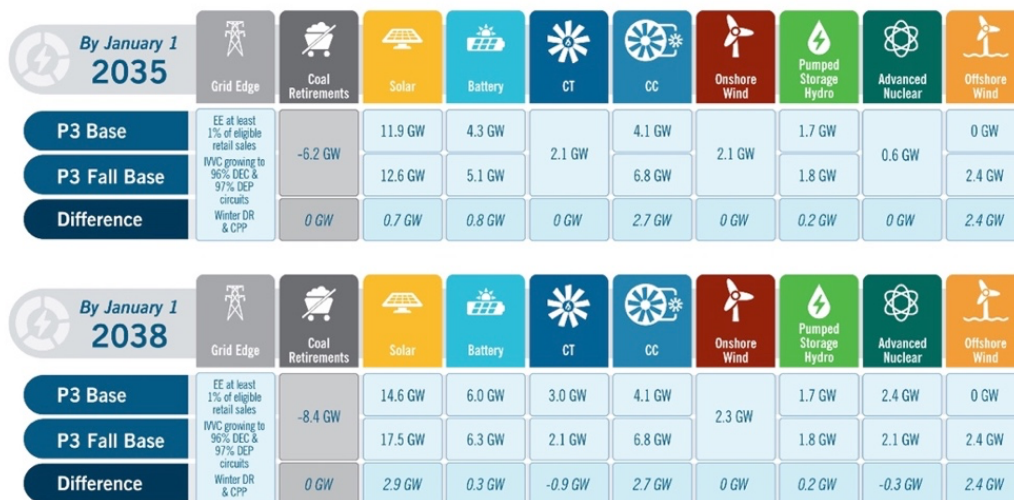 By January 1
2035
Grid Edge
Coal
Retirements
Solar
Battery
CT
CC
Onshore
Wind
Pumped
Storage
Hydro
Advanced
Nuclear
Offshore
Wind
P3 Base
P3 Fall Base
Difference
EE at least
1% of eligible
retail sales
IVVC growing to
96% DEC &
97% DEP
circuits
Winter DR
& CPP
-6.2 GW
0 GW
11.9 GW
12.6 GW
0.7 GW
4.3 GW
5.1 GW
0.8 GW
2.1 GW
0 GW
4.1 GW
6.8 GW
2.7 GW
2.1 GW
0 GW
1.7 GW
1.8 GW
0.2 GW
0.6 GW
0 GW
0 GW
2.4 GW
2.4 GW
By January 1
2038
Grid Edge
Coal
Retirements
Solar
Battery
CT
CC
Onshore
Wind
Pumped
Storage
Hydro
Advanced
Nuclear
Offshore
Wind
P3 Base
P3 Fall Base
Difference
EE at least
1% of eligible
retail sales
IVVC growing to
96% DEC &
97% DEP
circuits
Winter DR
& CPP
-8.4 GW
0 GW
14.6 GW
17.5 GW
2.9 GW
6.0 GW
6.3 GW
0.3 GW
3.0 GW
2.1 GW
-0.9 GW
4.1 GW
6.8 GW
2.7 GW
2.3 GW
0 GW
1.7 GW
1.8 GW
0.2 GW
2.4 GW
2.1 GW
-0.3 GW
0 GW
2.4 GW
2.4 GW